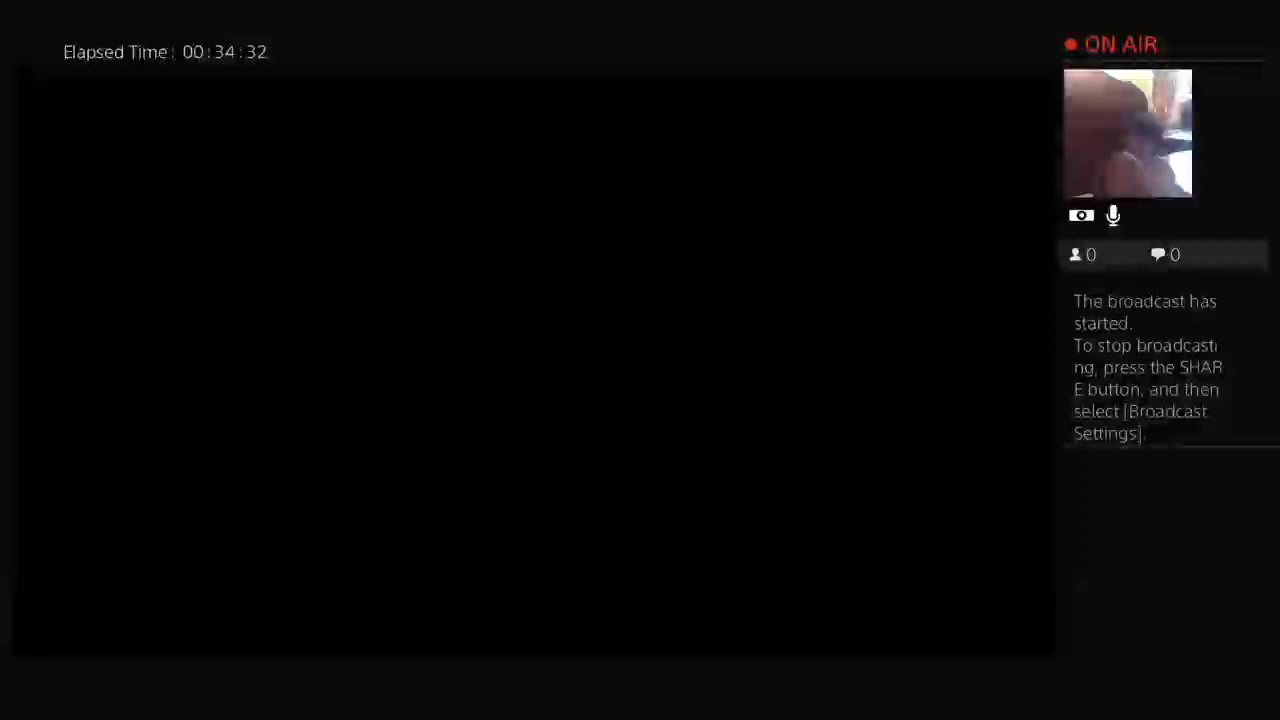 Elapsed Time: 00:34:32
ON AIR
0
0
The broadcast has
started.
To stop broadcasti
ng, press the SHAR
E button, and then
select [Broadcast
Settings].